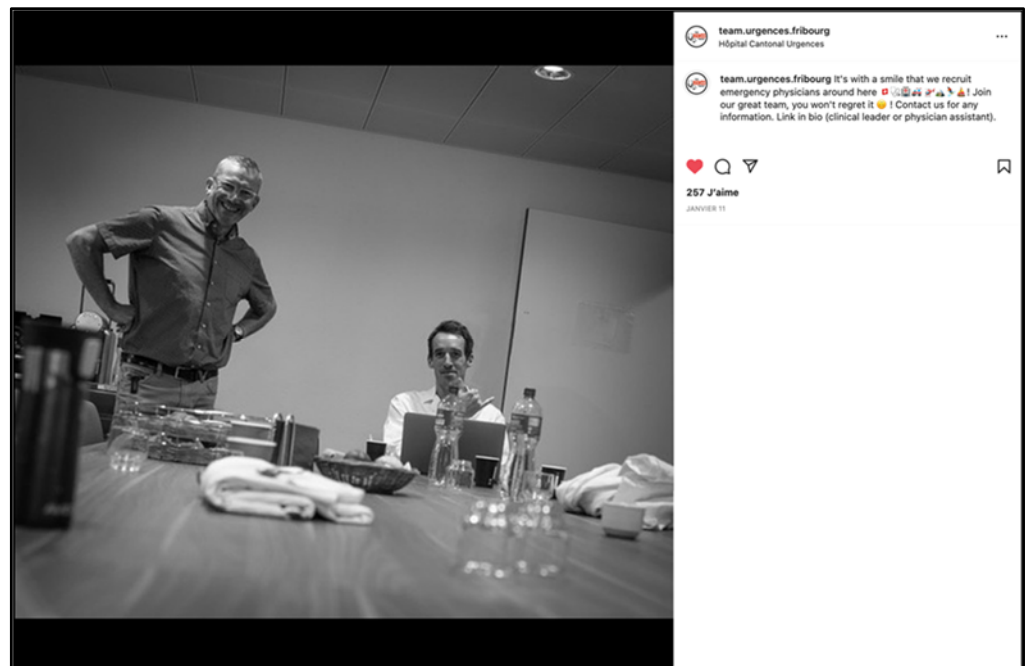 team.urgences.fribourg
Hôpital Cantonal Urgences
team.urgences.fribourg It's with a smile that we recruit
emergency physicians around here 🇨🇭🩺🏥🚑🚁🏔⛷🫕! Join
our great team, you won't regret it 🙂 ! Contact us for any
information. Link in bio (clinical leader or physician assistant).
257 J'aime
JANVIER 11